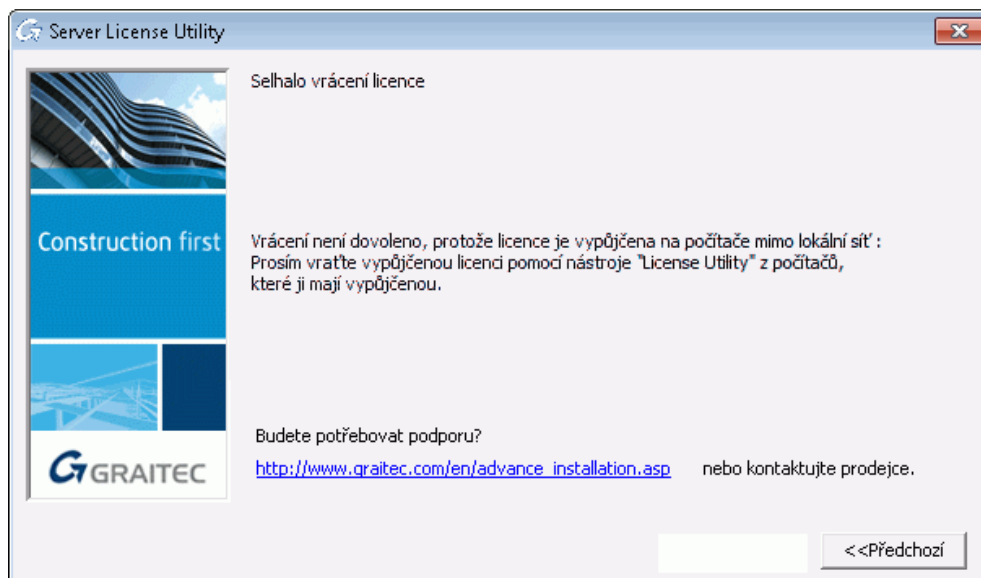 Server License Utility
Selhalo vrácení licence
Construction first
Vrácení není dovoleno, protože licence je vypůjčena na počítače mimo lokální síť :
Prosím vraťte vypůjčenou licenci pomocí nástroje "License Utility" z počítačů,
které ji mají vypůjčenou.
GRAITEC
Budete potřebovat podporu?
http://www.graitec.com/en/advance_installation.asp nebo kontaktujte prodejce.
<<Předchozí